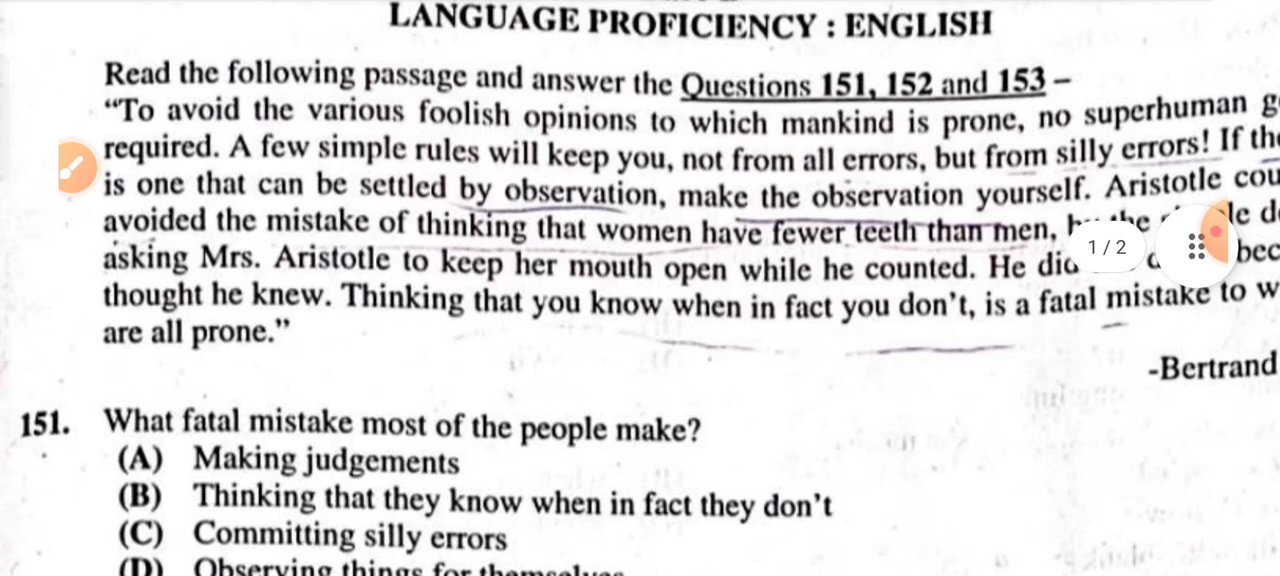 LANGUAGE PROFICIENCY : ENGLISH
Read the following passage and answer the Questions 151, 152 and 153 –
“To avoid the various foolish opinions to which mankind is prone, no superhuman
required. A few simple rules will keep you, not from all errors, but from silly errors! If
is one that can be settled by observation, make the observation yourself. Aristotle
avoided the mistake of thinking that women have fewer teeth than men,
1 / 2
asking Mrs. Aristotle to keep her mouth open while he counted. He
thought he knew. Thinking that you know when in fact you don’t, is a fatal mistake to
are all prone.”
-Bertrand
151. What fatal mistake most of the people make?
(A) Making judgements
(B) Thinking that they know when in fact they don’t
(C) Committing silly errors
(D) Observing things for themselves